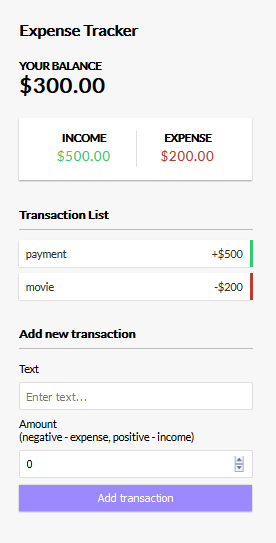 Expense Tracker
YOUR BALANCE
$300.00
INCOME EXPENSE
$500.00 $200.00
Transaction List
payment +$500
movie -$200
Add new transaction
Text
Enter text...
Amount
(negative - expense, positive - income)
0
Add transaction